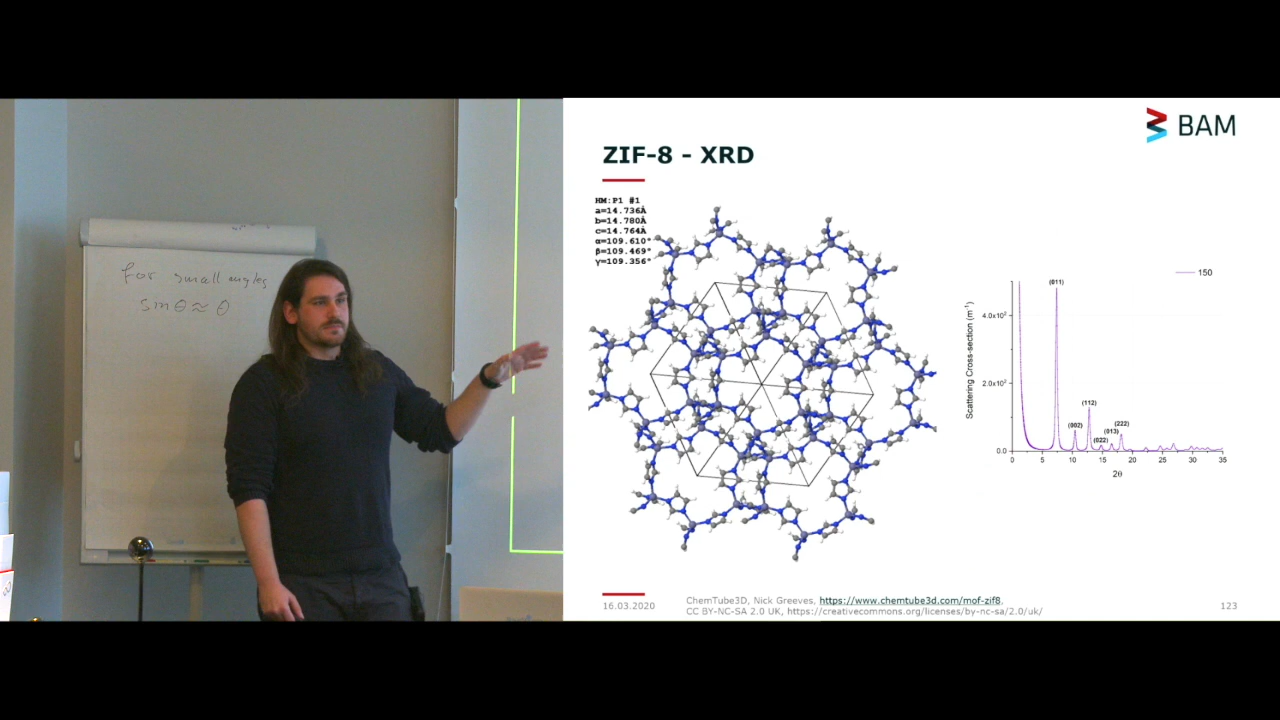 for small angles
sin θ ≈ θ
BAM
ZIF-8 - XRD
HM:P1 #1
a=14.736Å
b=14.780Å
c=14.764Å
α=109.610°
β=109.469°
γ=109.356°
150
(011)
(112)
(002)
(022)
(013)
(222)
Scattering Cross-section (m⁻¹)
4.0x10²
2.0x10²
0.0
0 5 10 15 20 25 30 35
2θ
16.03.2020
ChemTube3D, Nick Greeves, https://www.chemtube3d.com/mof-zif8,
CC BY-NC-SA 2.0 UK, https://creativecommons.org/licenses/by-nc-sa/2.0/uk/
123